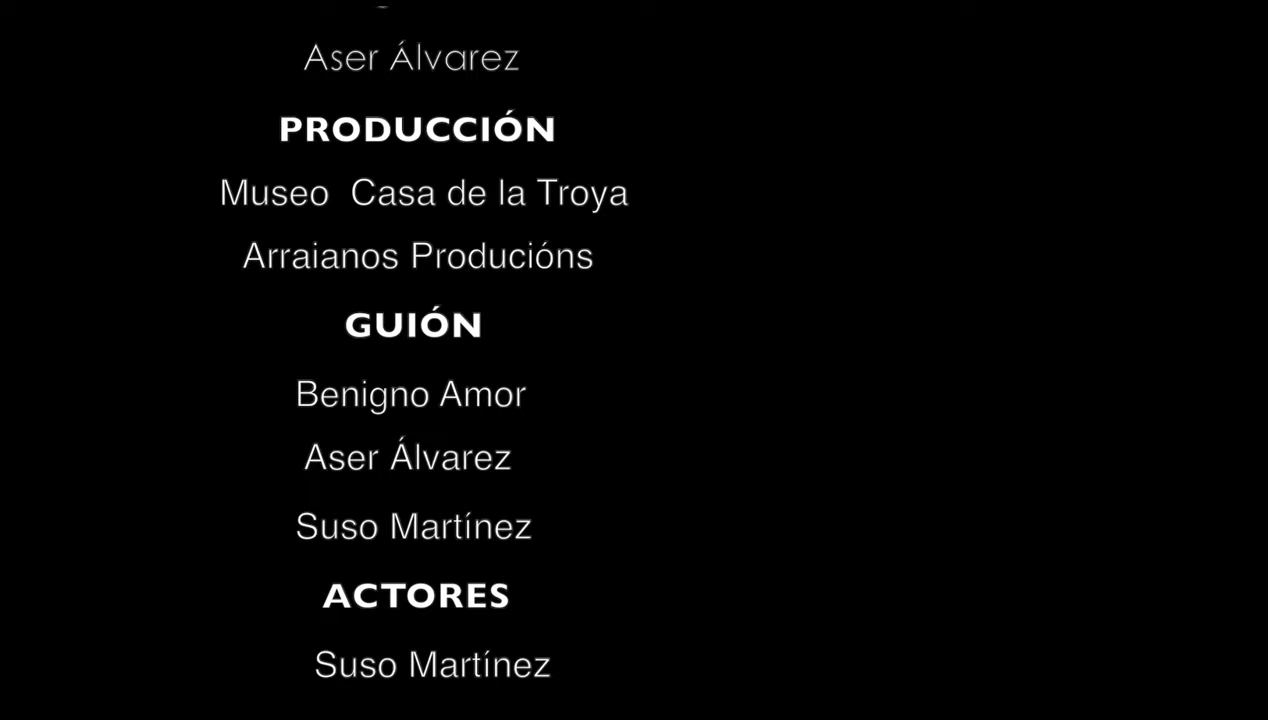 Aser Álvarez
PRODUCCIÓN
Museo Casa de la Troya
Arraianos Producións
GUIÓN
Benigno Amor
Aser Álvarez
Suso Martínez
ACTORES
Suso Martínez